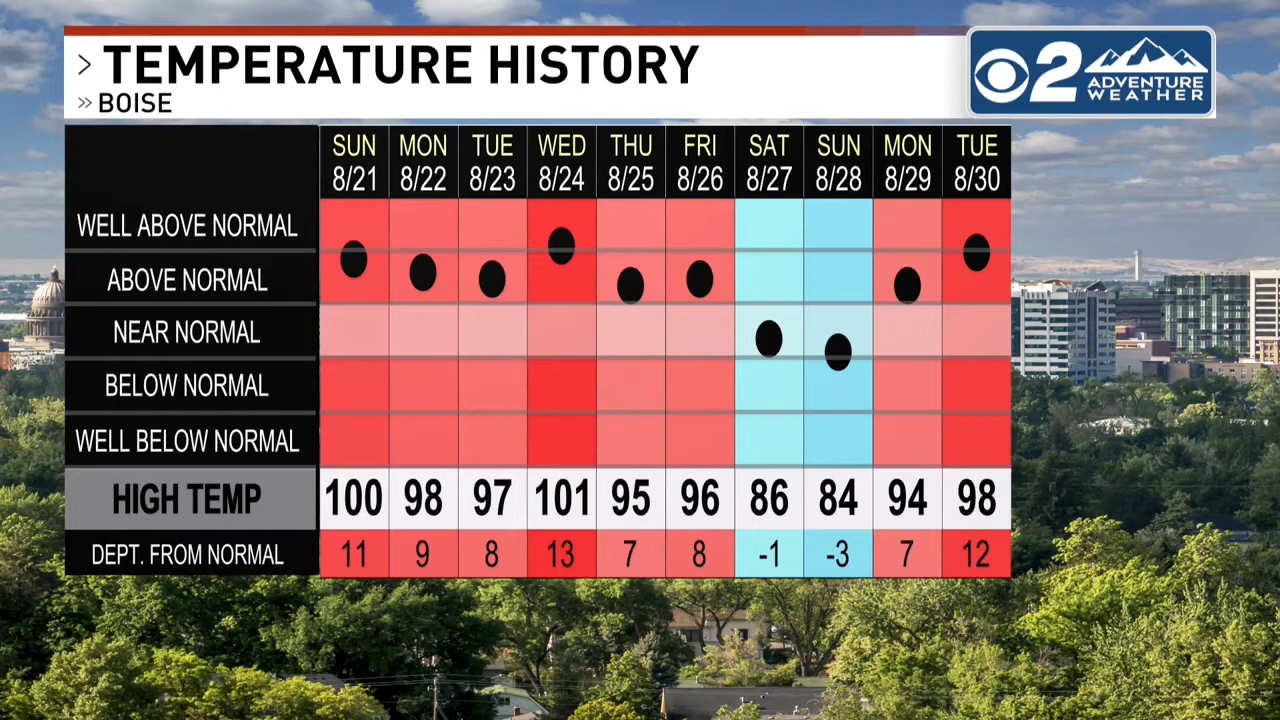 > TEMPERATURE HISTORY
» BOISE
2 ADVENTURE
WEATHER
SUN MON TUE WED THU FRI SAT SUN MON TUE
8/21 8/22 8/23 8/24 8/25 8/26 8/27 8/28 8/29 8/30
WELL ABOVE NORMAL
ABOVE NORMAL
NEAR NORMAL
BELOW NORMAL
WELL BELOW NORMAL
HIGH TEMP 100 98 97 101 95 96 86 84 94 98
DEPT. FROM NORMAL 11 9 8 13 7 8 -1 -3 7 12